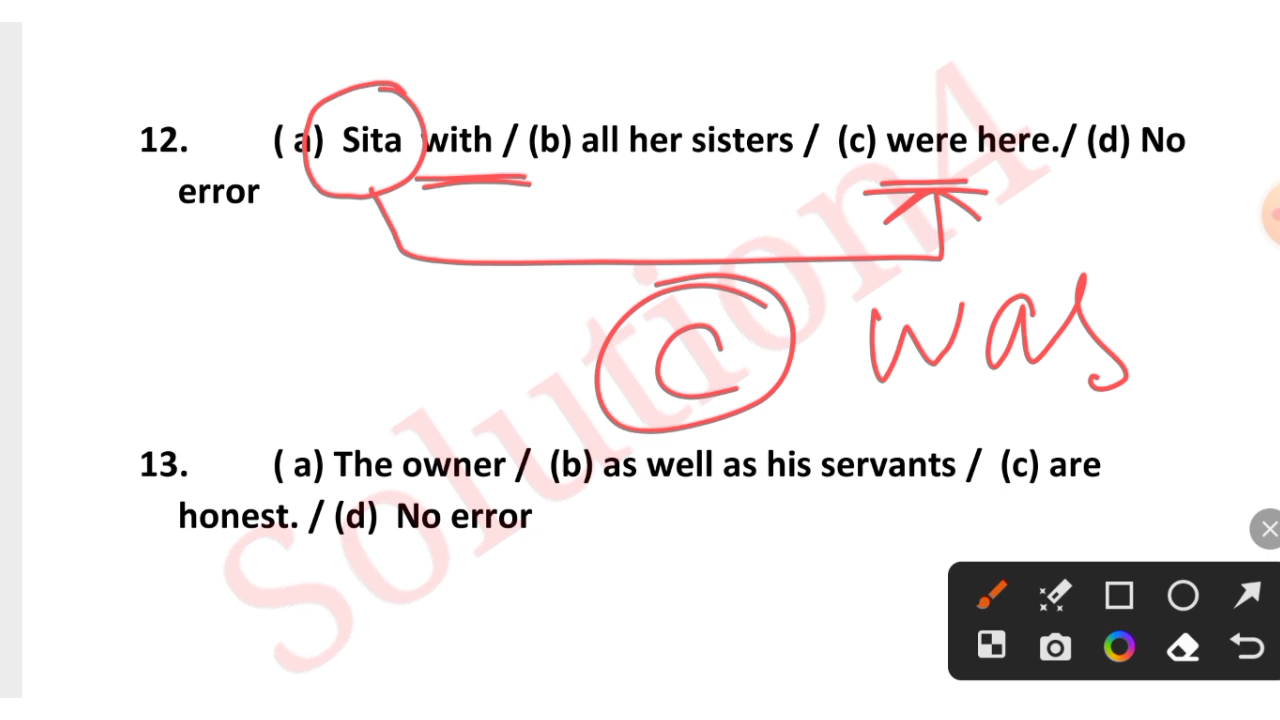 12. ( a) Sita with / (b) all her sisters / (c) were here./ (d) No
error
C was
13. ( a) The owner / (b) as well as his servants / (c) are
honest. / (d) No error
Solution4